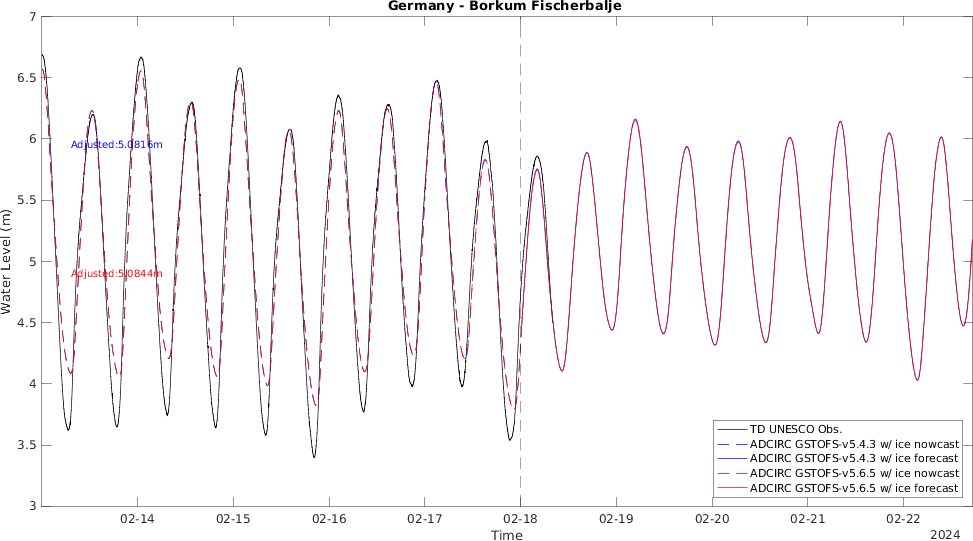 Germany - Borkum Fischerbalje
7
6.5
6
5.5
5
4.5
4
3.5
3
Water Level (m)
Adjusted:5.0816m
Adjusted:5.0844m
TD UNESCO Obs.
ADCIRC GSTOFS-v5.4.3 w/ ice nowcast
ADCIRC GSTOFS-v5.4.3 w/ ice forecast
ADCIRC GSTOFS-v5.6.5 w/ ice nowcast
ADCIRC GSTOFS-v5.6.5 w/ ice forecast
02-14 02-15 02-16 02-17 02-18 02-19 02-20 02-21 02-22
Time
2024